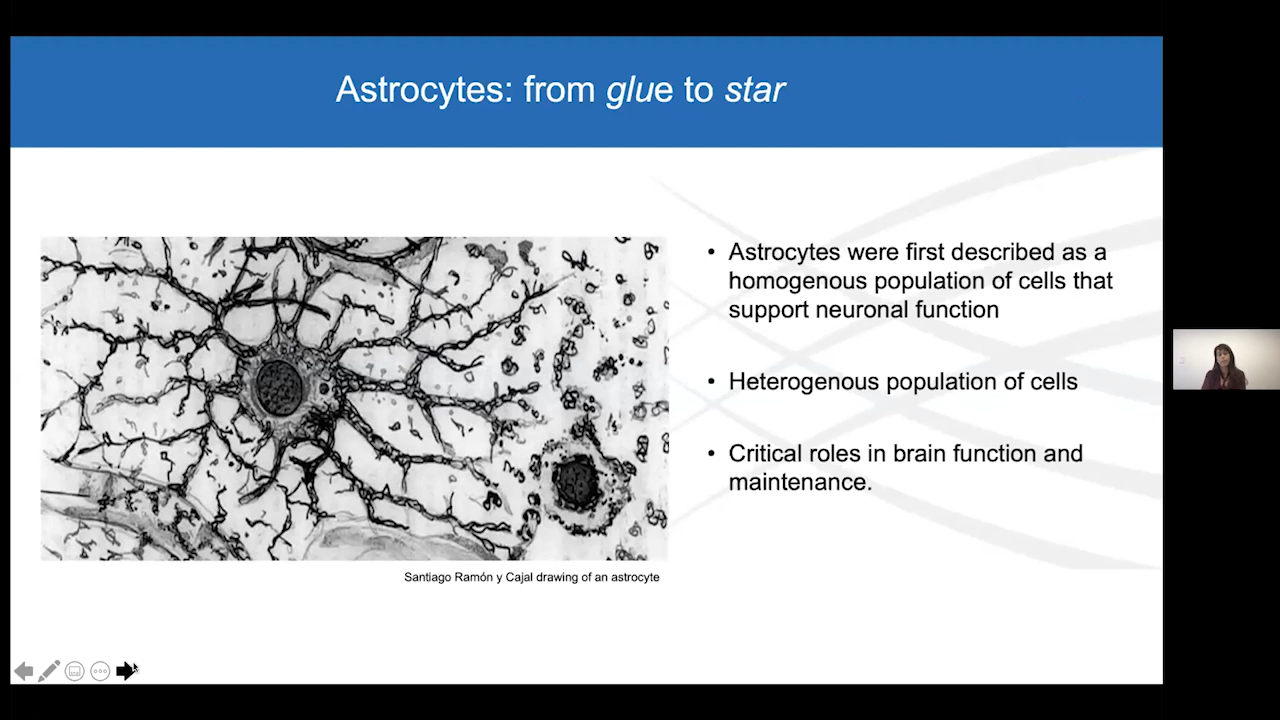 Astrocytes: from glue to star
• Astrocytes were first described as a
homogenous population of cells that
support neuronal function
• Heterogenous population of cells
• Critical roles in brain function and
maintenance.
Santiago Ramón y Cajal drawing of an astrocyte